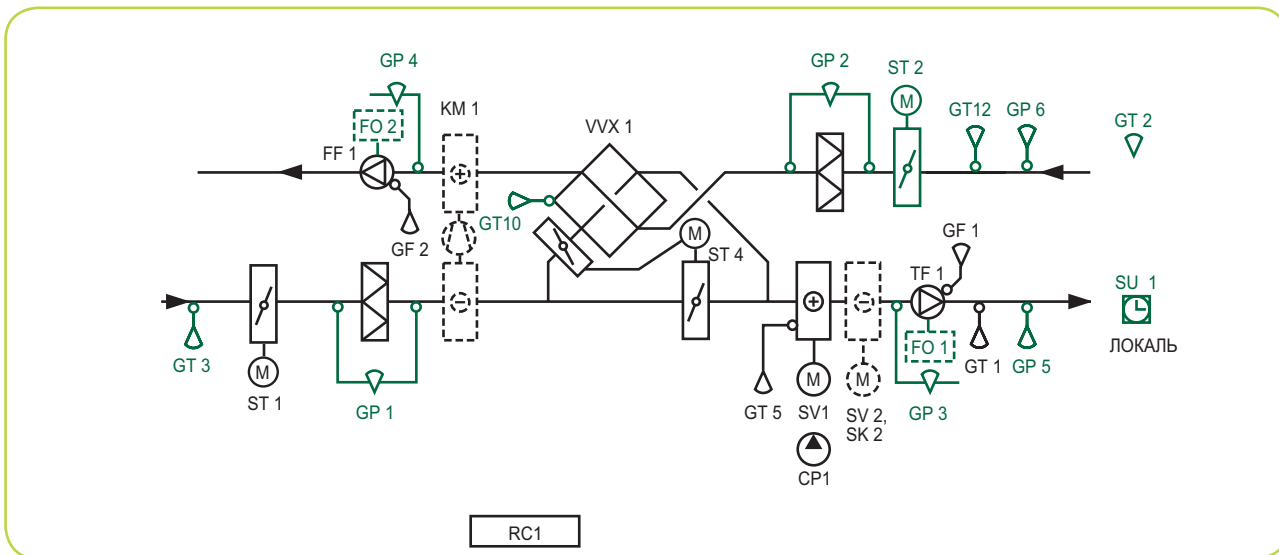 GP 4
KM 1
VVX 1
GP 2
ST 2
M
GT12
GP 6
GT 2
FO 2
FF 1
GT10
GF 2
M
ST 4
GF 1
TF 1
SU 1
ЛОКАЛЬ
GT 3
M
ST 1
GP 1
GT 5
M
SV1
M
SV 2,
SK 2
FO 1
GT 1
GP 5
GP 3
CP1
RC1